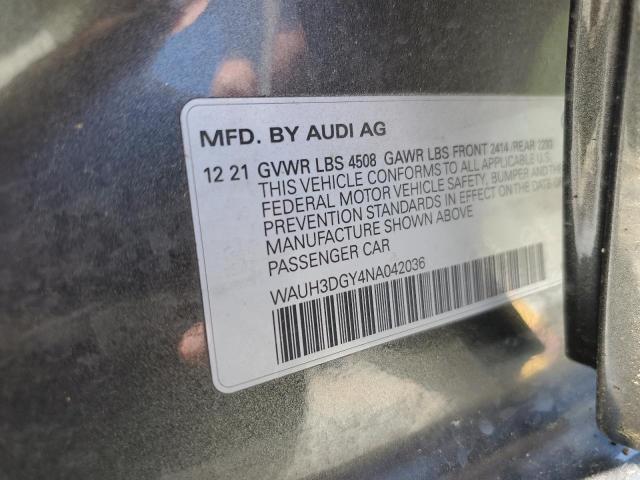 MFD. BY AUDI AG
12 21 GVWR LBS 4508 GAWR LBS FRONT 2414 /REAR
THIS VEHICLE CONFORMS TO ALL APPLICABLE U.S.
FEDERAL MOTOR VEHICLE SAFETY, BUMPER AND THEFT
PREVENTION STANDARDS IN EFFECT ON THE DATE OF
MANUFACTURE SHOWN ABOVE
PASSENGER CAR
WAUH3DGY4NA042036